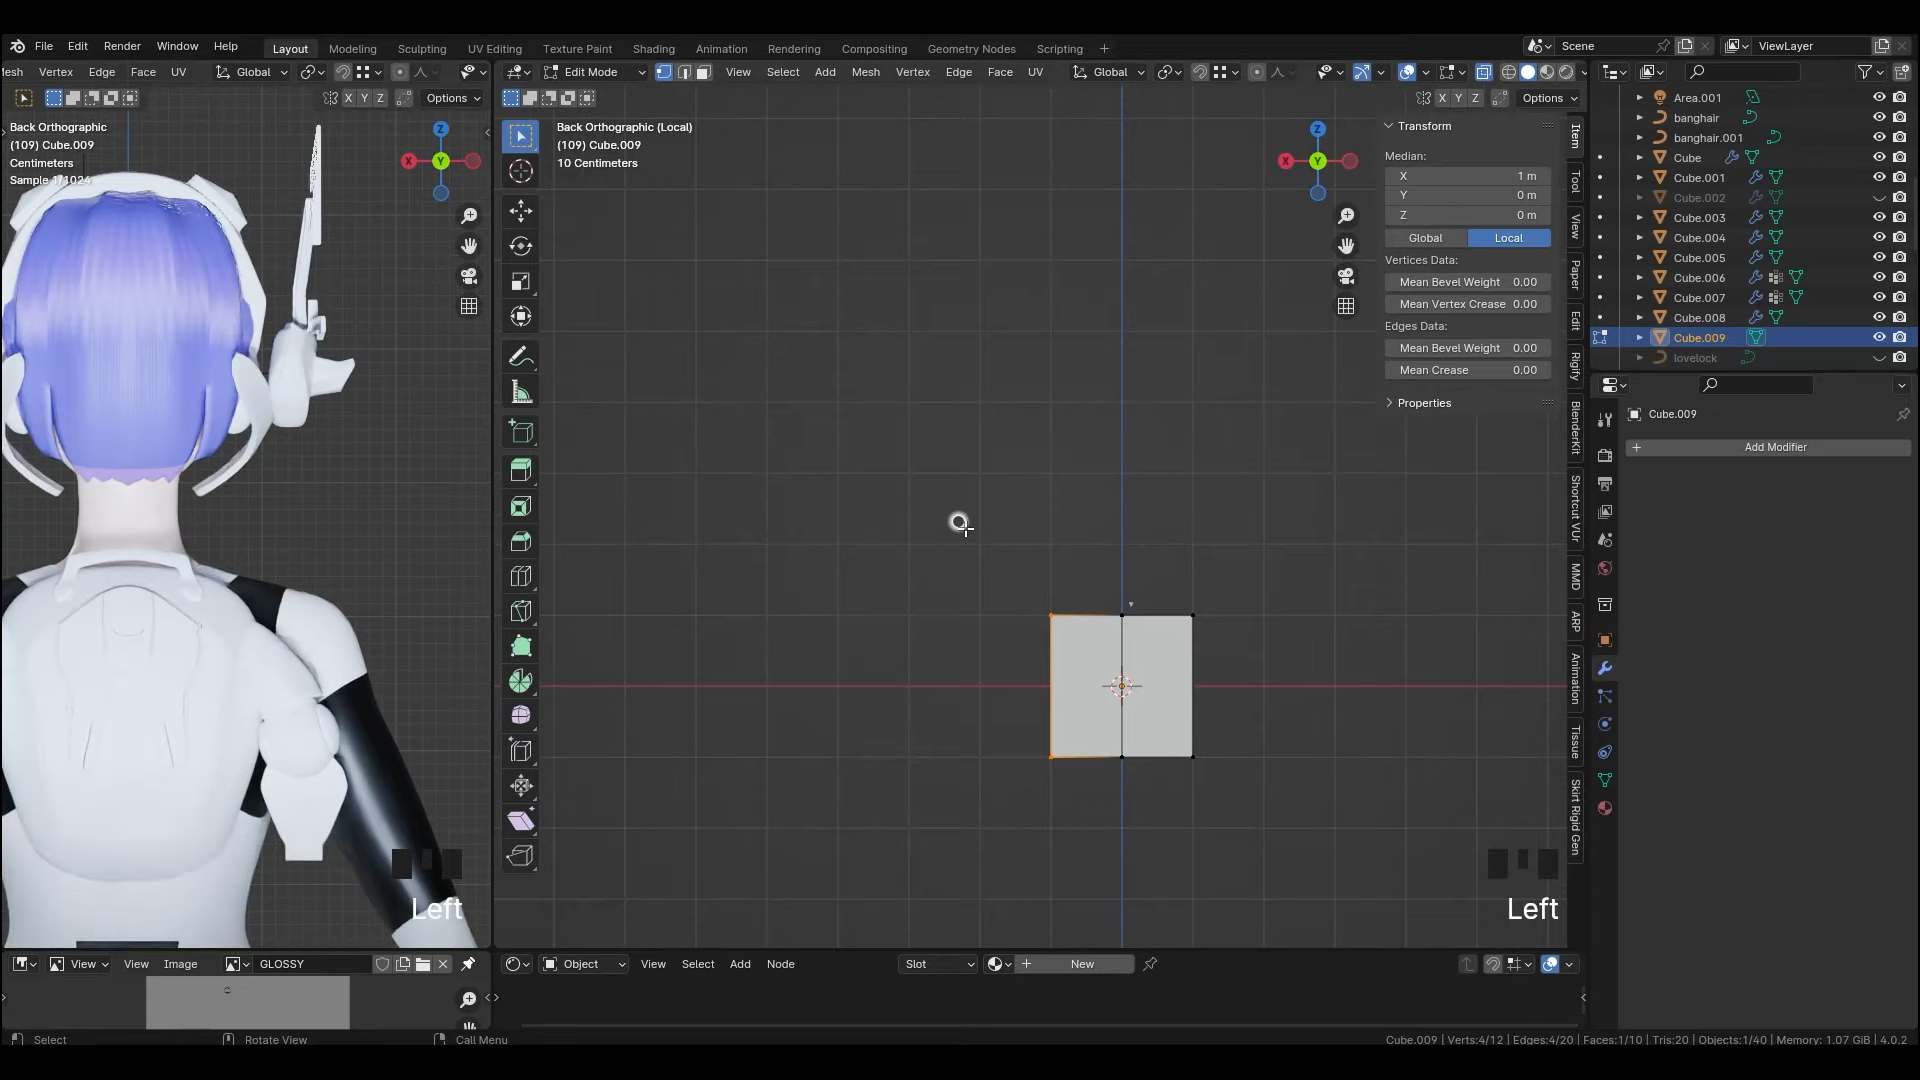 File Edit Render Window Help Layout Modeling Sculpting UV Editing Texture Paint Shading Animation Rendering Compositing Geometry Nodes Scripting + Scene ViewLayer
esh Vertex Edge Face UV Global Edit Mode View Select Add Mesh Vertex Edge Face UV Global
X Y Z Options X Y Z Options
Back Orthographic
(109) Cube.009
Centimeters
Sample 1/1024
Z
X
Y
Back Orthographic (Local)
(109) Cube.009
10 Centimeters
Z
X
Y
Transform
Median:
X 1 m
Y 0 m
Z 0 m
Global Local
Vertices Data:
Mean Bevel Weight 0.00
Mean Vertex Crease 0.00
Edges Data:
Mean Bevel Weight 0.00
Mean Crease 0.00
Properties
Item
Tool
View
Paper
Edit
Rigify
BlenderKit
Shortcut VUr
MMD
ARP
Animation
Tissue
Skirt Rigid Gen
Area.001
banghair
banghair.001
Cube
Cube.001
Cube.002
Cube.003
Cube.004
Cube.005
Cube.006
Cube.007
Cube.008
Cube.009
lovelock
Cube.009
+ Add Modifier
Left
Left
View View Image GLOSSY
Object View Select Add Node Slot + New
Select Rotate View Call Menu
Cube.009 | Verts:4/12 | Edges:4/20 | Faces:1/10 | Tris:20 | Objects:1/40 | Memory: 1.07 GiB | 4.0.2